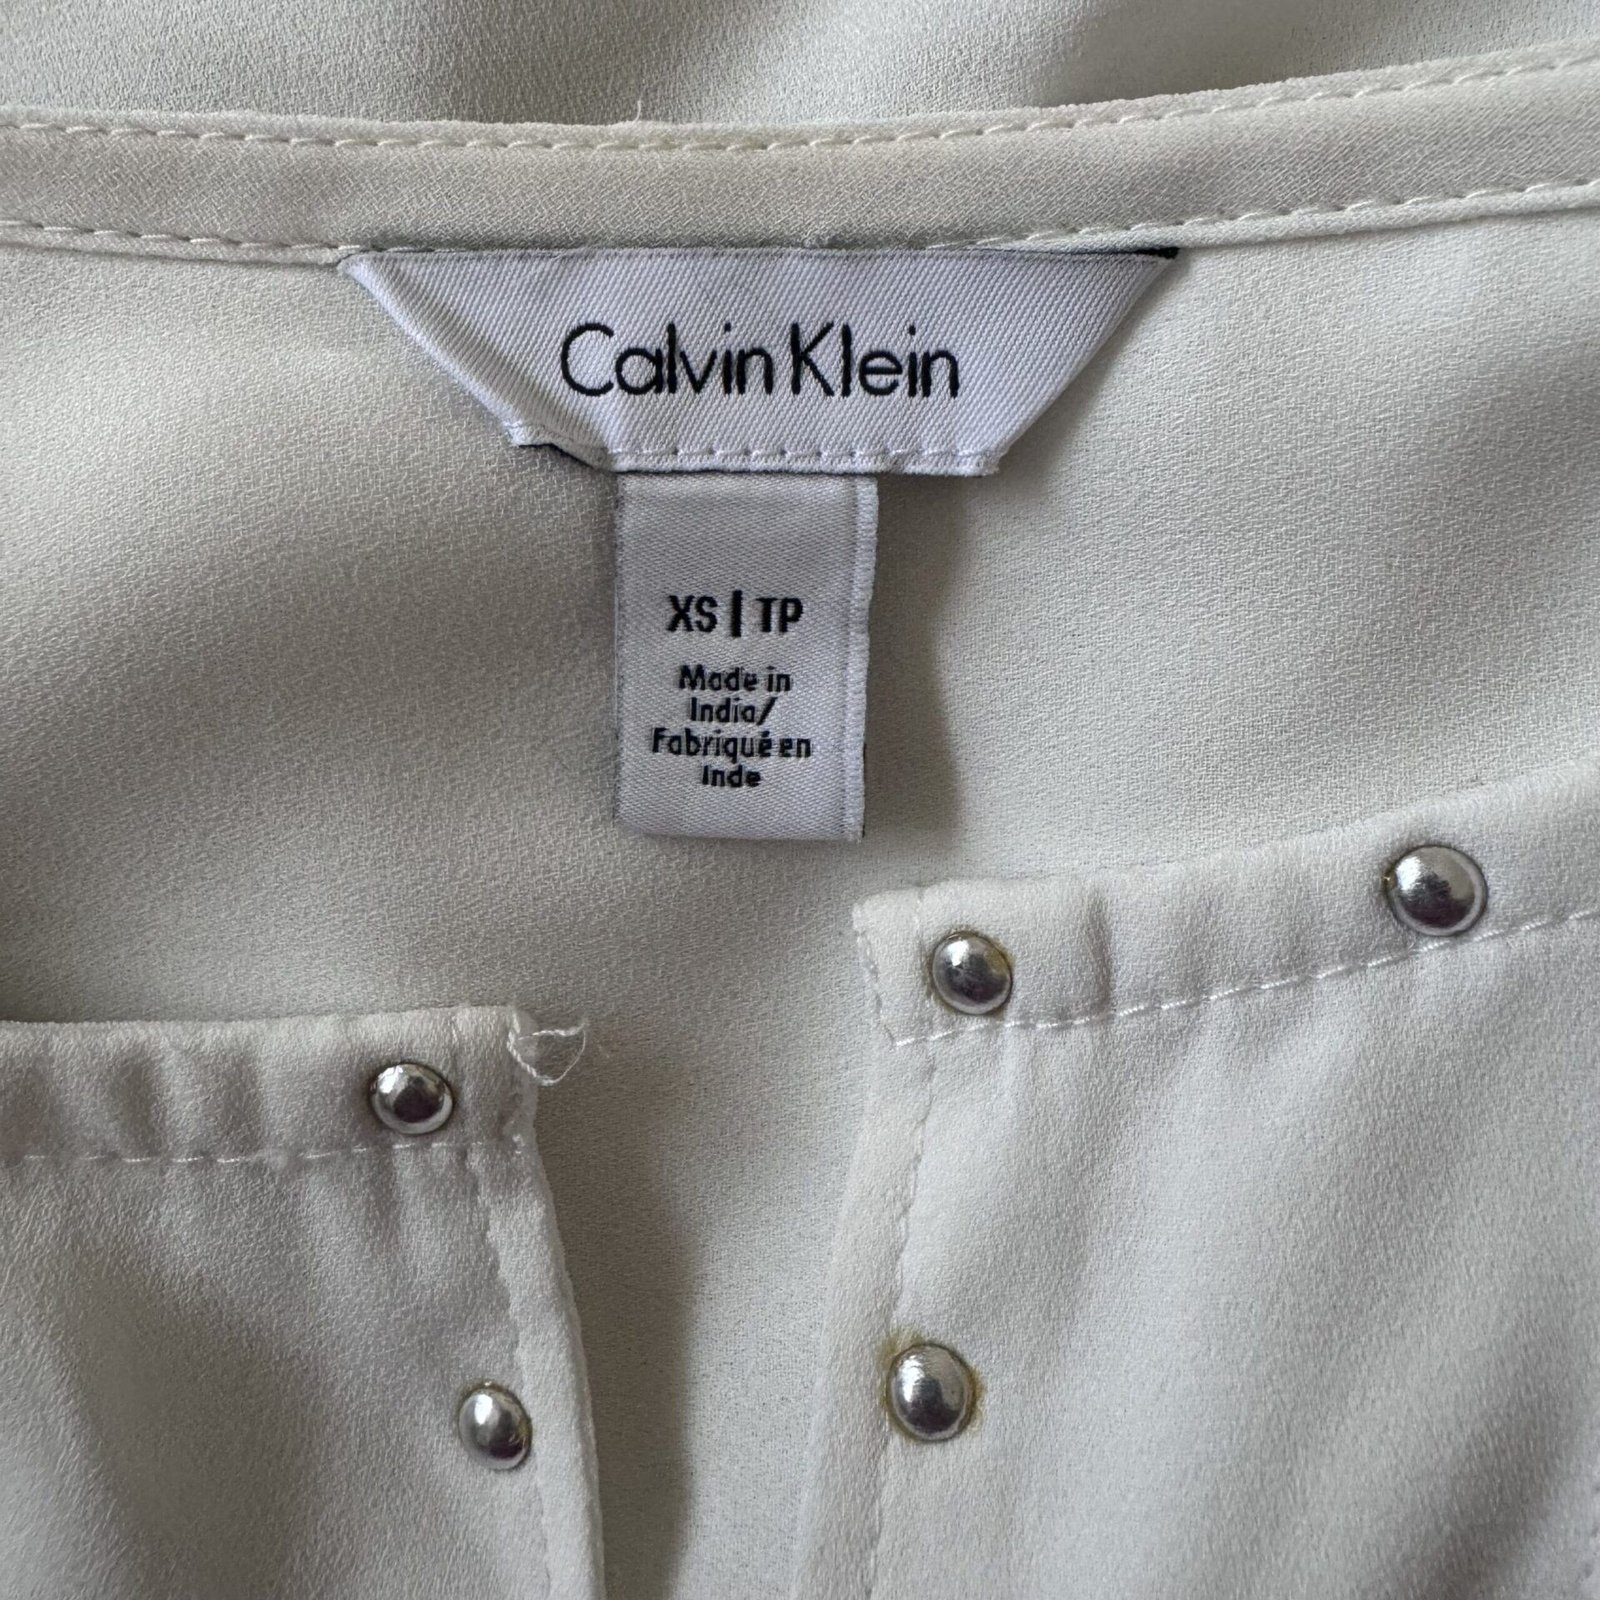 Calvin Klein
XS | TP
Made in
India/
Fabriqué en
Inde